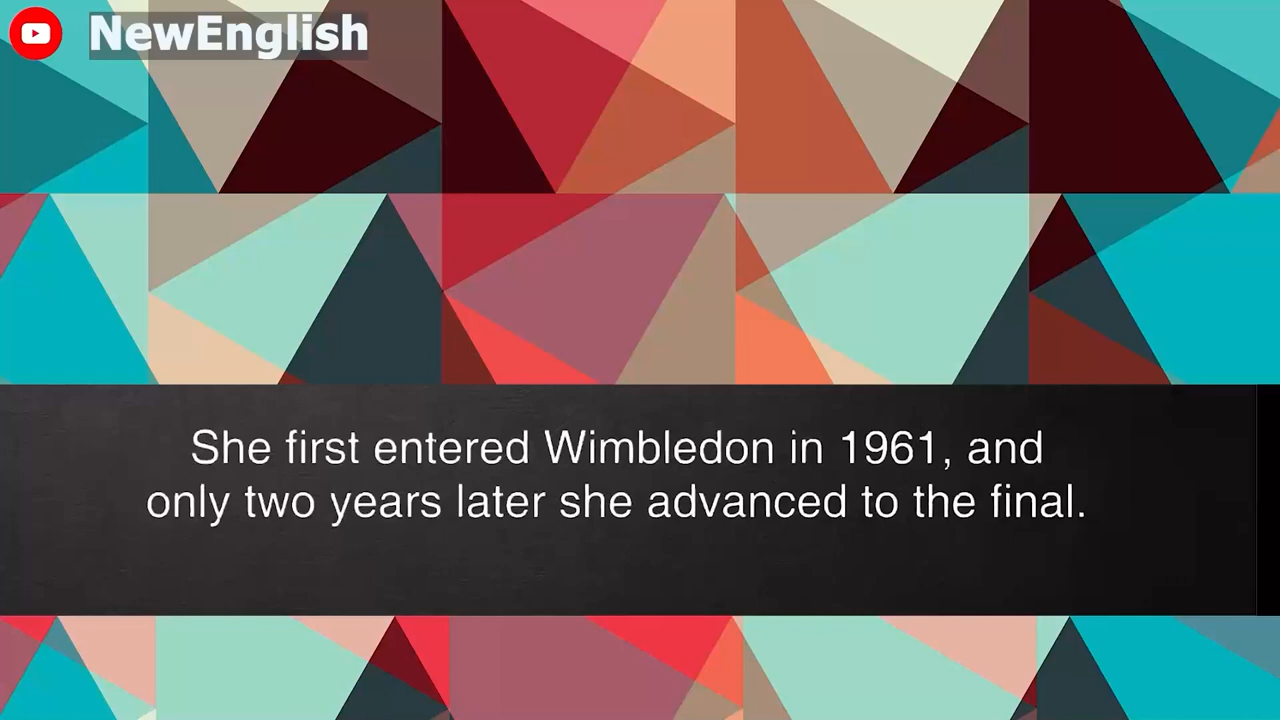 NewEnglish
She first entered Wimbledon in 1961, and
only two years later she advanced to the final.